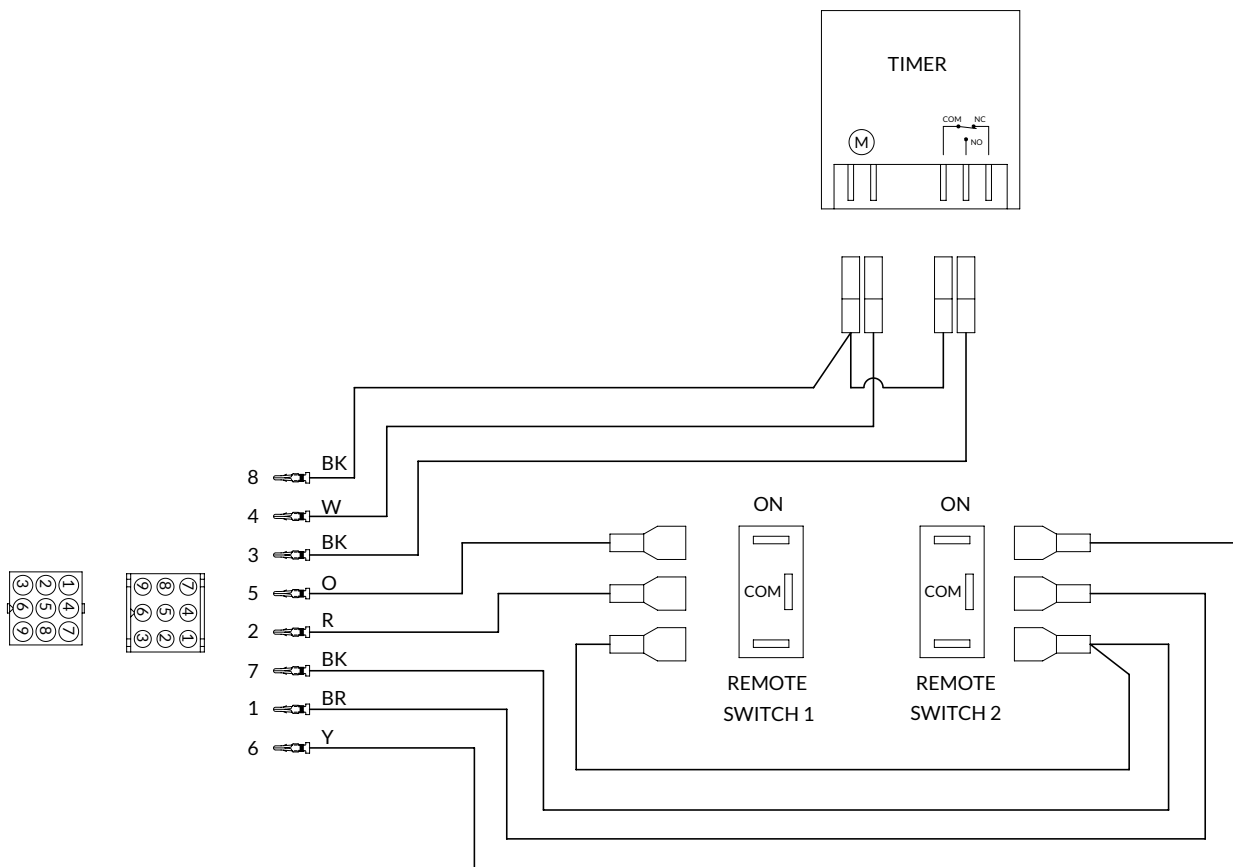 TIMER
COM NC
M
NO
8 BK
4 W
3 BK
5 O
2 R
7 BK
1 BR
6 Y
3 2 1
6 5 4
9 8 7
9 8 7
6 5 4
3 2 1
ON ON
COM COM
REMOTE REMOTE
SWITCH 1 SWITCH 2